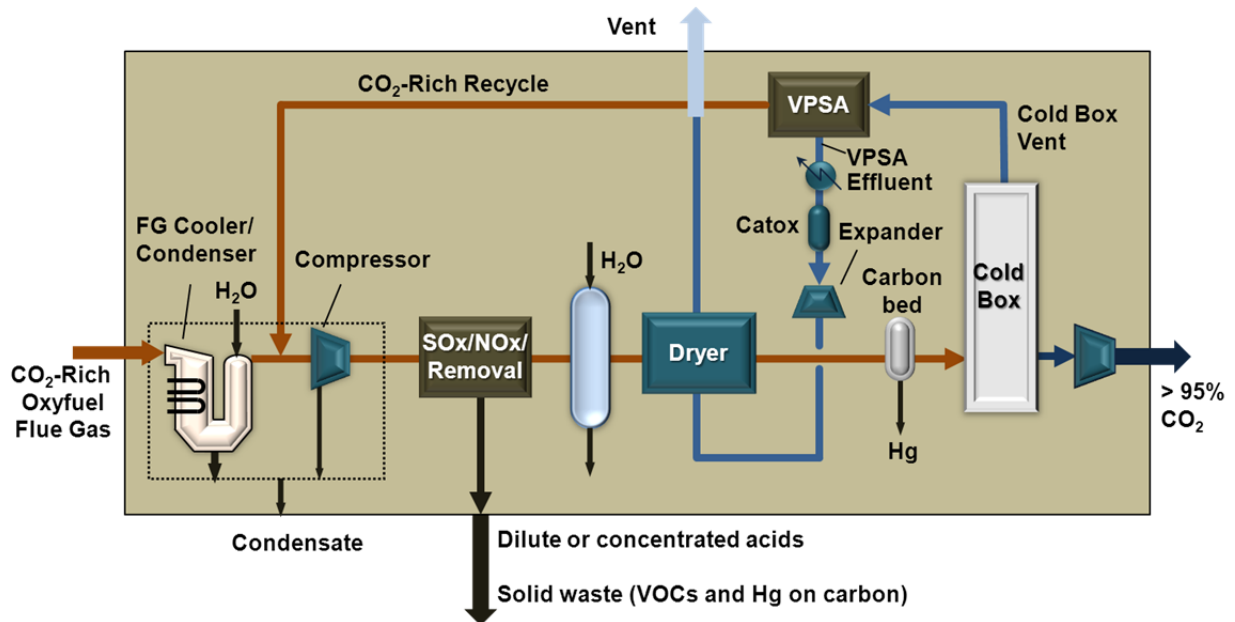 Vent
CO₂-Rich Recycle
VPSA
Cold Box
Vent
VPSA
Effluent
FG Cooler/
Condenser
Compressor
Catox
Expander
H₂O
H₂O
Carbon
bed
Cold
Box
SOx/NOx/
Removal
Dryer
CO₂-Rich
Oxyfuel
Flue Gas
> 95%
CO₂
Hg
Condensate
Dilute or concentrated acids
Solid waste (VOCs and Hg on carbon)